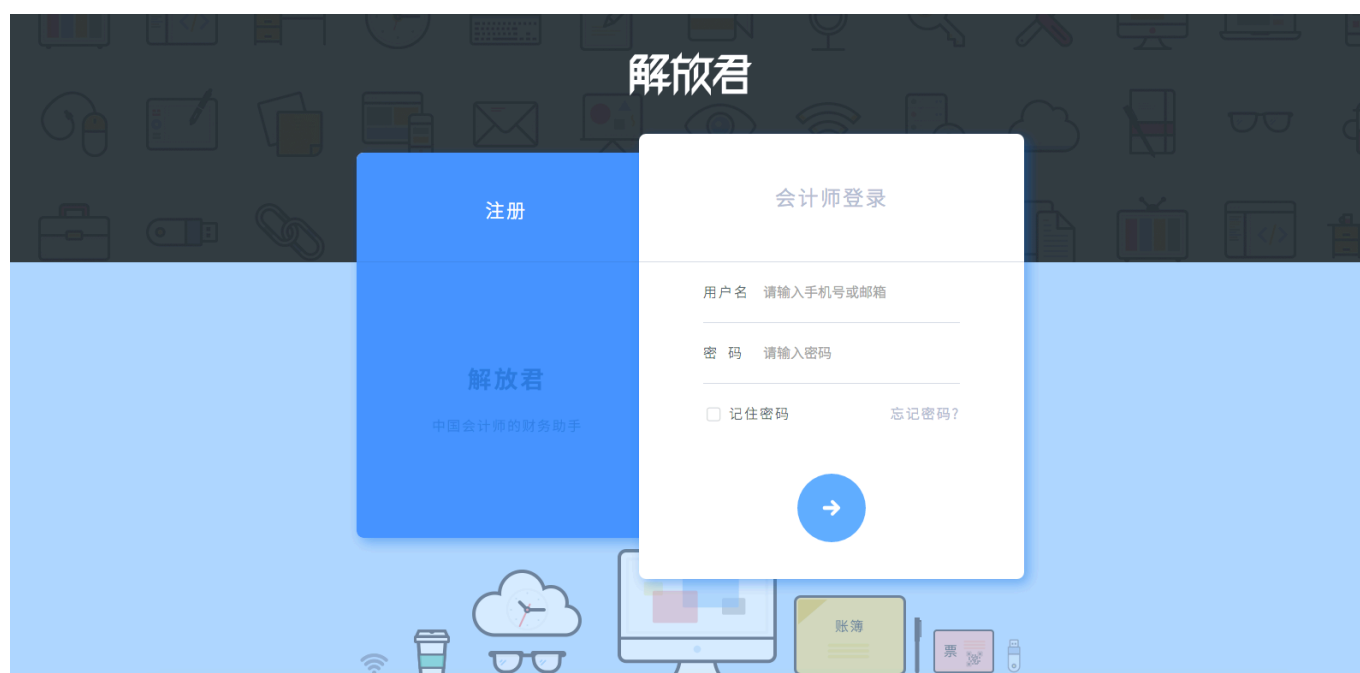 解放君
注册
会计师登录
用户名 请输入手机号或邮箱
密 码 请输入密码
记住密码 忘记密码?
解放君
中国会计师的财务助手
账簿
票